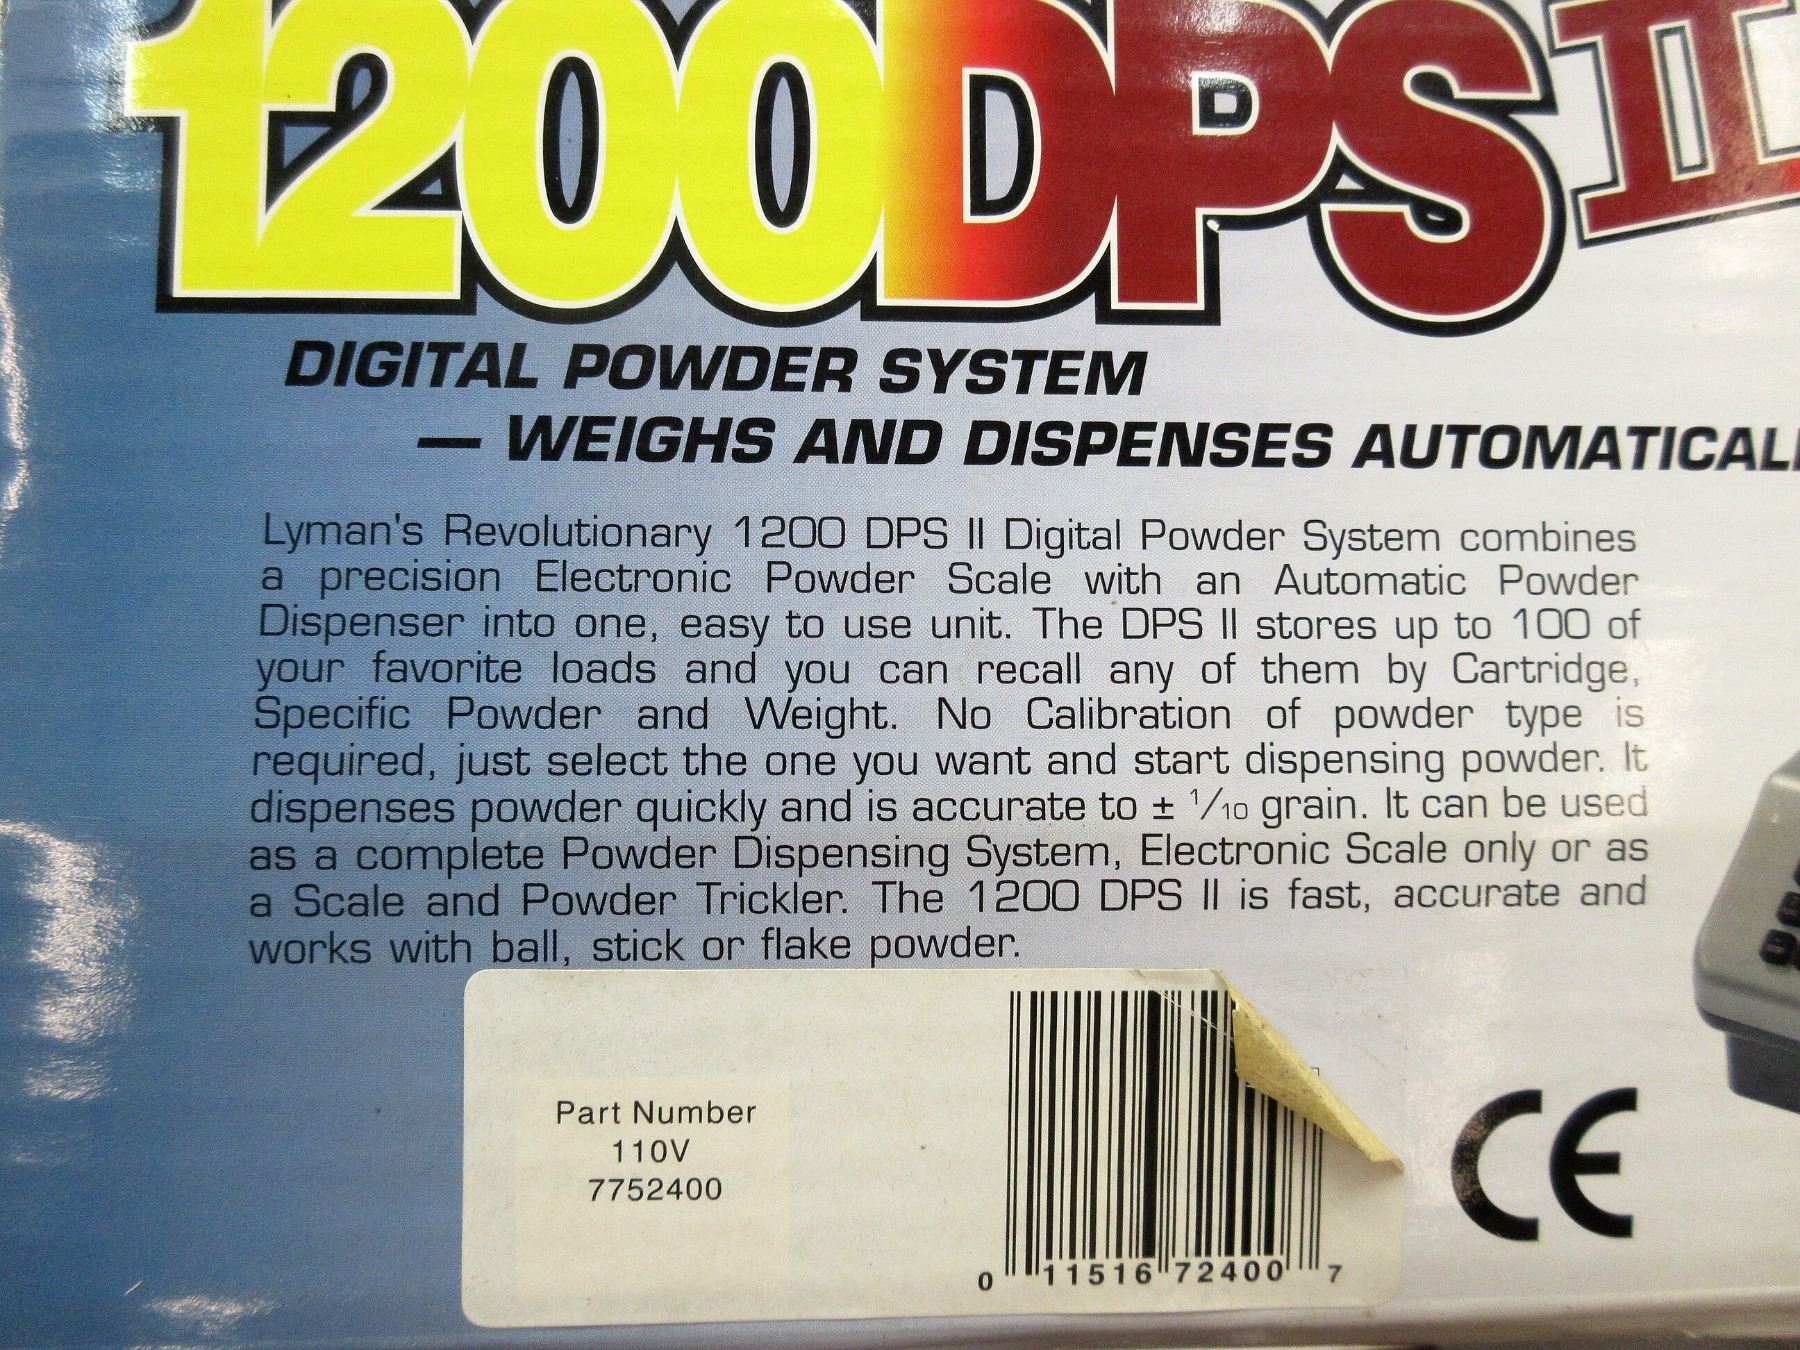 1200DPS II
DIGITAL POWDER SYSTEM
— WEIGHS AND DISPENSES
Lyman's Revolutionary 1200 DPS II Digital Powder System combines
a precision Electronic Powder Scale with an Automatic Powder
Dispenser into one, easy to use unit. The DPS II stores up to 100 of
your favorite loads and you can recall any of them by Cartridge,
Specific Powder and Weight. No Calibration of powder type is
required, just select the one you want and start dispensing powder. It
dispenses powder quickly and is accurate to ± 1/10 grain. It can be used
as a complete Powder Dispensing System, Electronic Scale only or as
a Scale and Powder Trickler. The 1200 DPS II is fast, accurate and
works with ball, stick or flake powder.
Part Number
110V
7752400
0 11516 72400 7
CE